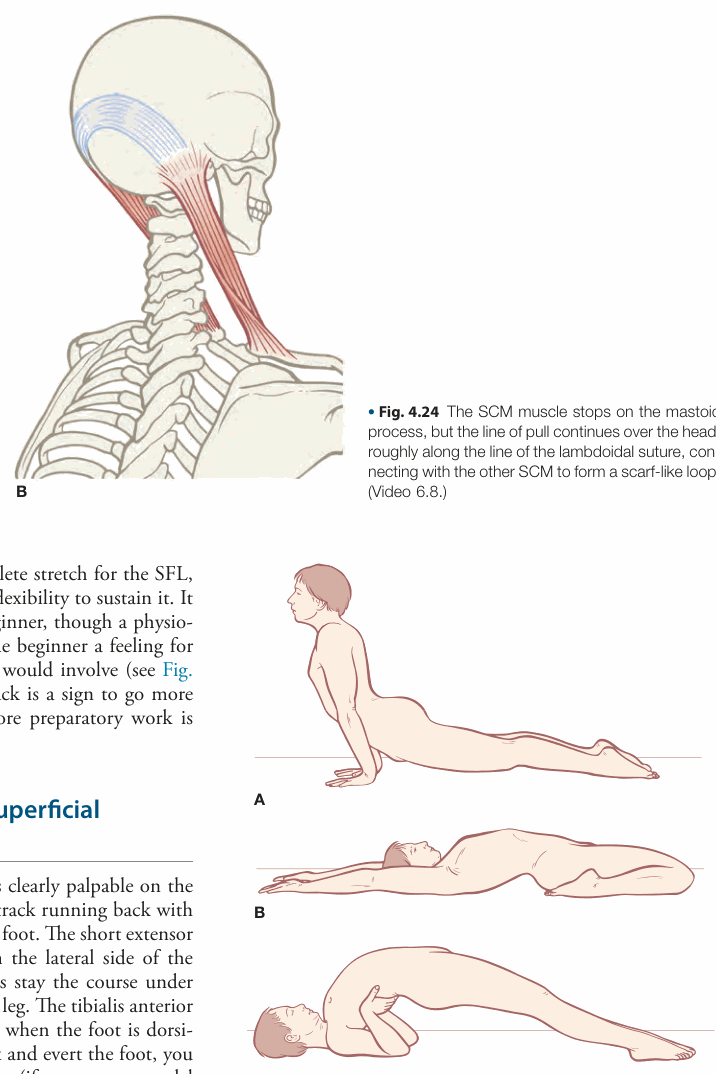 B
• Fig. 4.24 The SCM muscle stops on the mastoid
process, but the line of pull continues over the head
roughly along the line of the lambdoidal suture, con
necting with the other SCM to form a scarf-like loop
(Video 6.8.)
lete stretch for the SFL,
lexibility to sustain it. It
ginner, though a physio-
e beginner a feeling for
would involve (see Fig.
ack is a sign to go more
ore preparatory work is
uperficial
s clearly palpable on the
track running back with
foot. The short extensor
n the lateral side of the
s stay the course under
leg. The tibialis anterior
when the foot is dorsi-
t and evert the foot, you
A
B